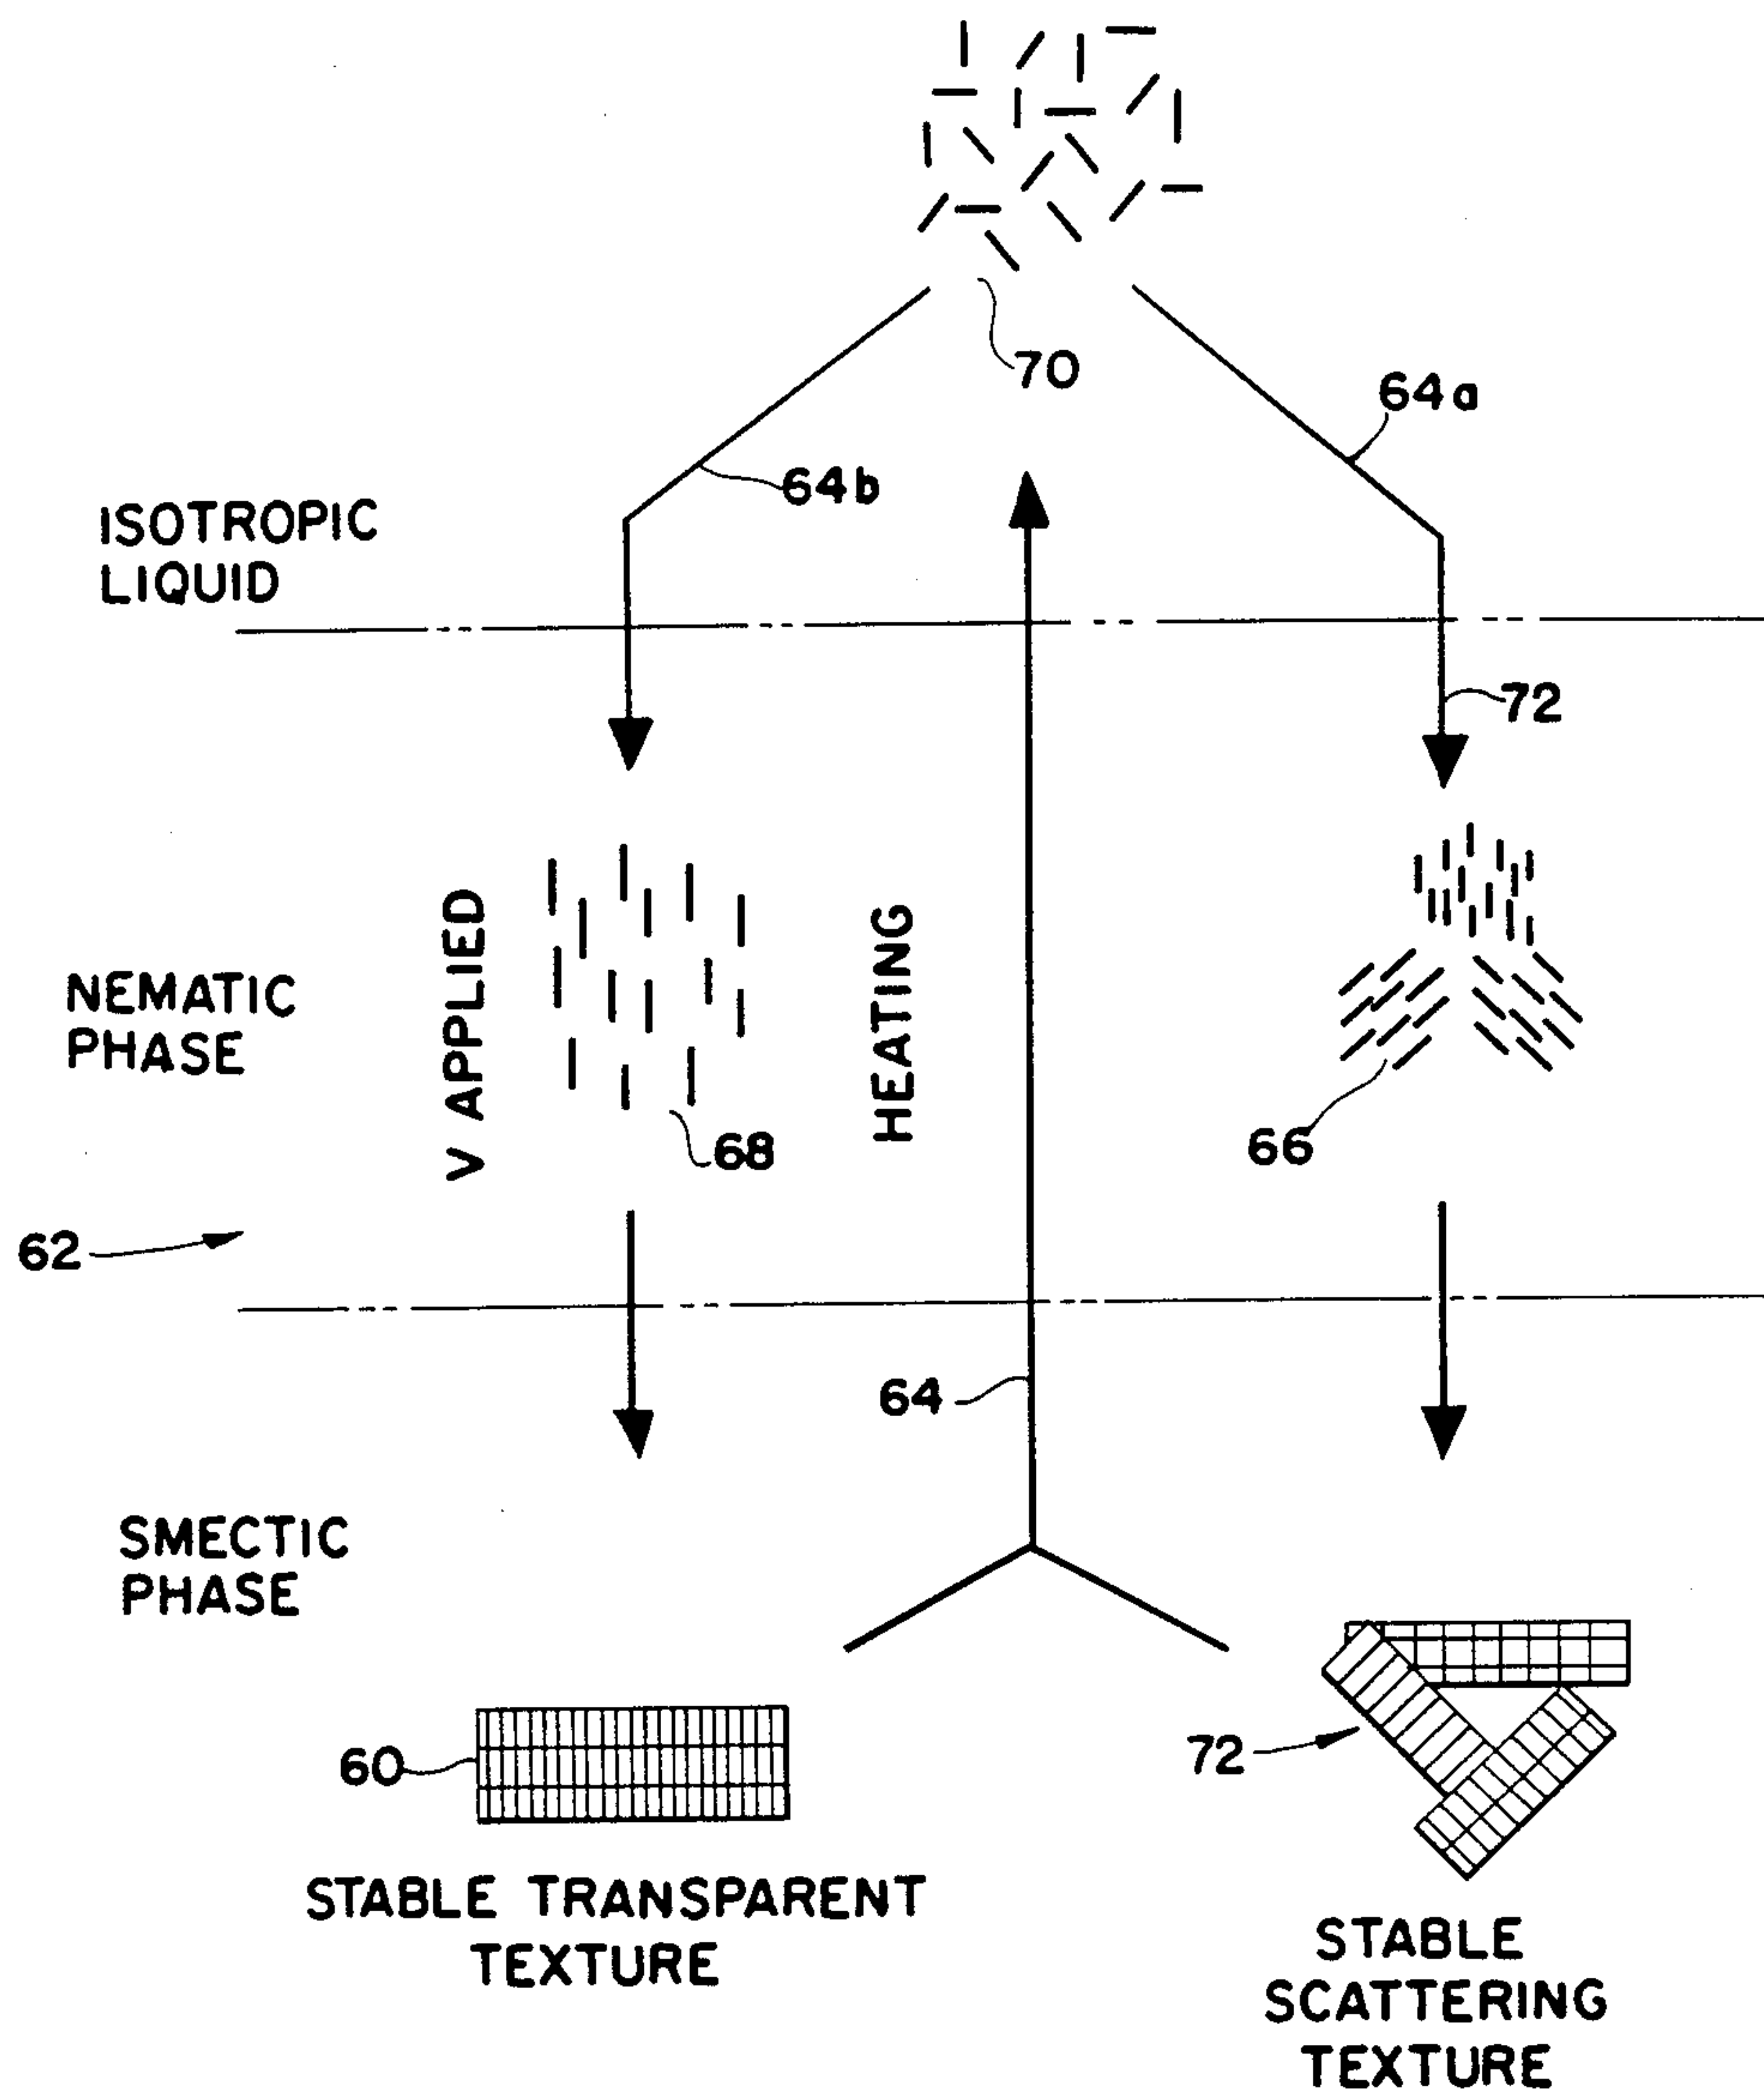 70
64a
64b
ISOTROPIC
LIQUID
72
V APPLIED
HEATING
NEMATIC
PHASE
68
66
62
64
SMECTIC
PHASE
60
72
STABLE TRANSPARENT
TEXTURE
STABLE
SCATTERING
TEXTURE